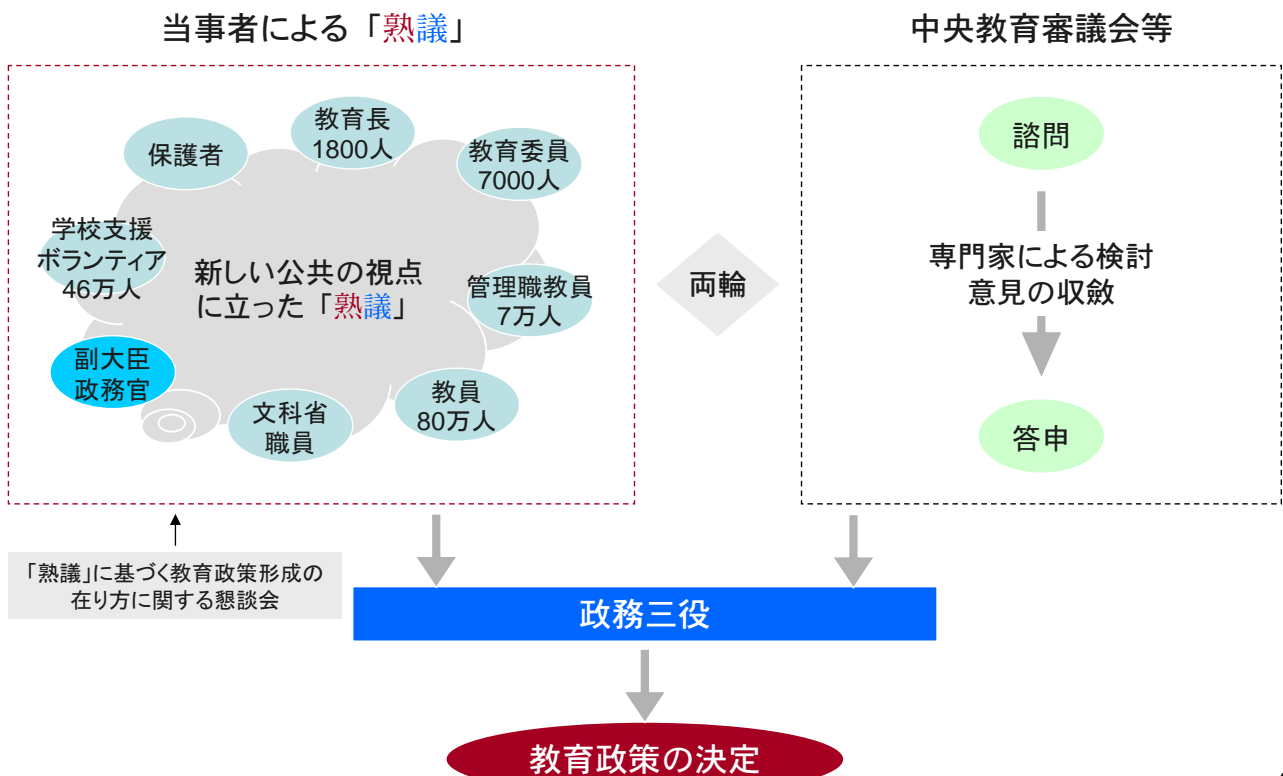 当事者による「熟議」
中央教育審議会等
保護者
教育長
1800人
教育委員
7000人
学校支援
ボランティア
46万人
新しい公共の視点
に立った「熟議」
管理職教員
7万人
副大臣
政務官
文科省
職員
教員
80万人
両輪
諮問
専門家による検討
意見の収斂
答申
「熟議」に基づく教育政策形成の
在り方に関する懇談会
政務三役
教育政策の決定